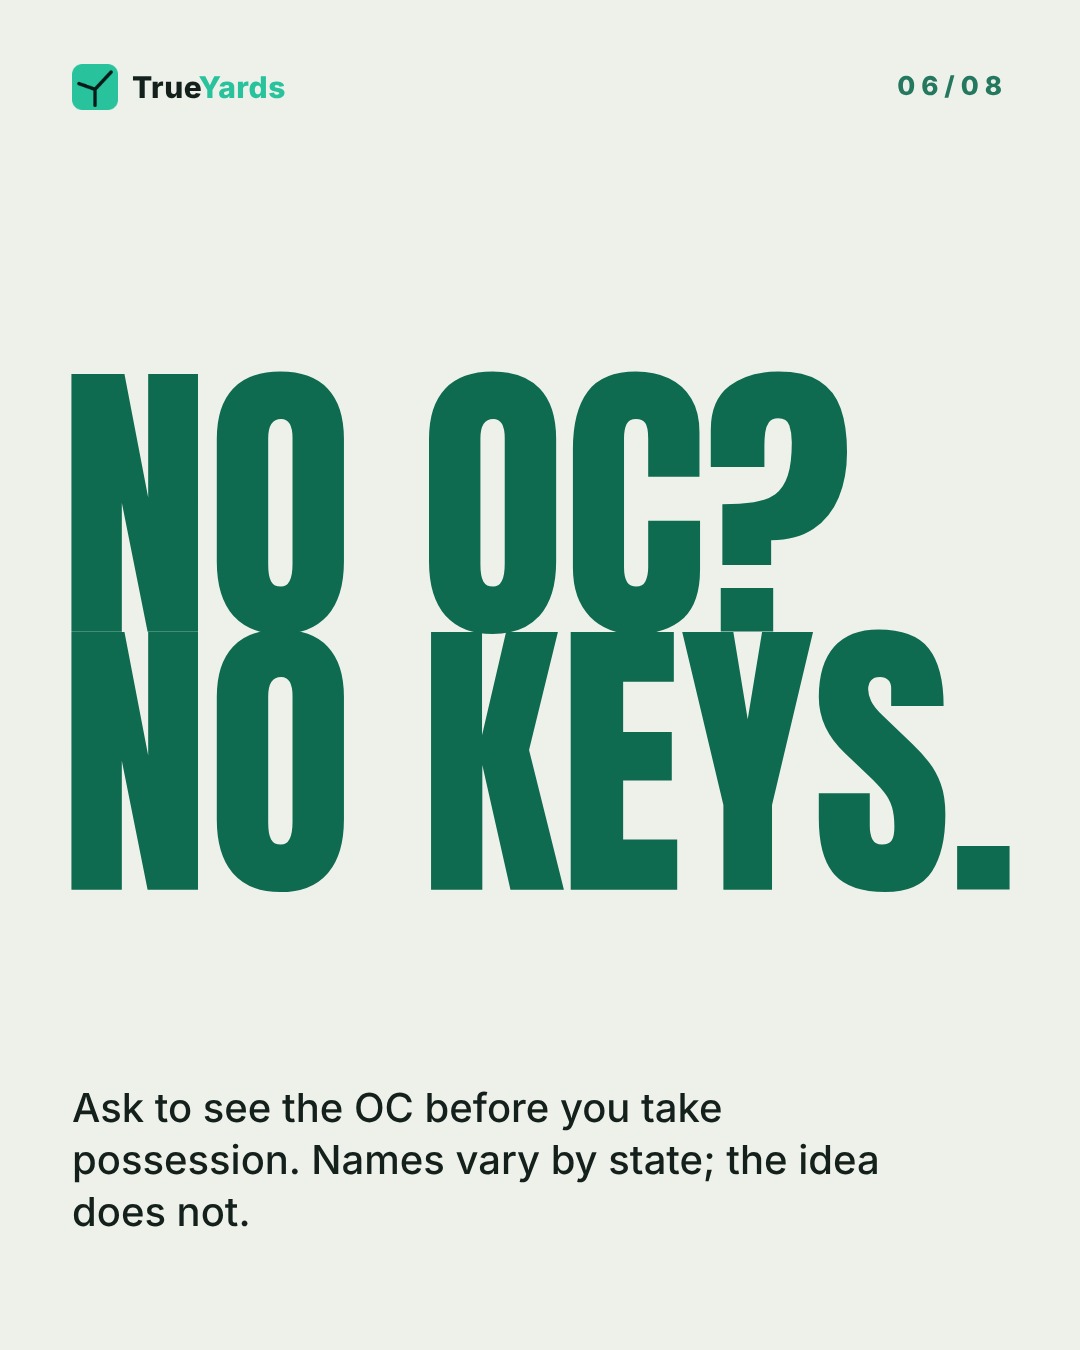 TrueYards
06/08
NO OC?
NO KEYS.
Ask to see the OC before you take
possession. Names vary by state; the idea
does not.